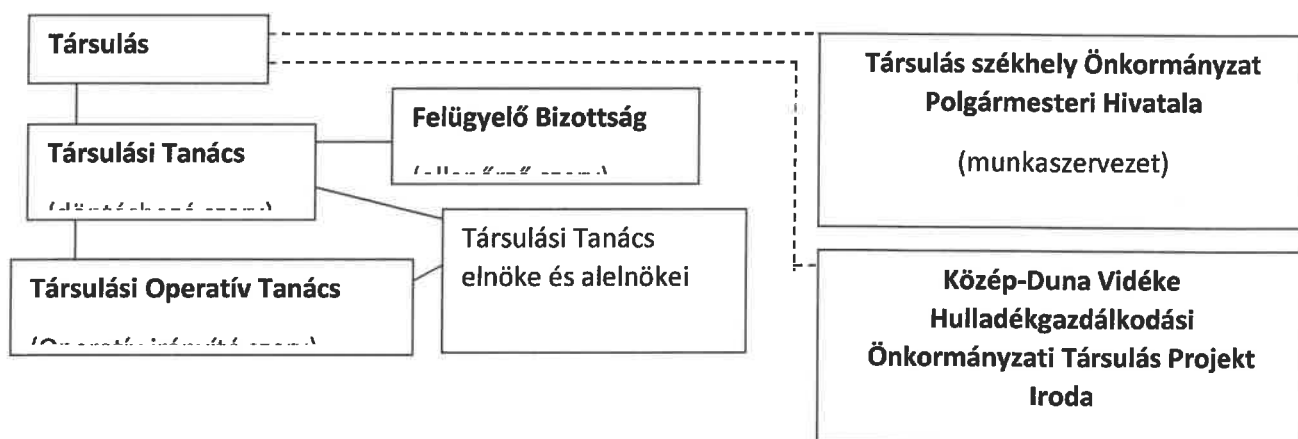 Társulás
Társulási Tanács
Felügyelő Bizottság
Társulási Operatív Tanács
Társulási Tanács
elnöke és alelnökei
Társulás székhely Önkormányzat
Polgármesteri Hivatala
(munkaszervezet)
Közép-Duna Vidéke
Hulladékgazdálkodási
Önkormányzati Társulás Projekt
Iroda